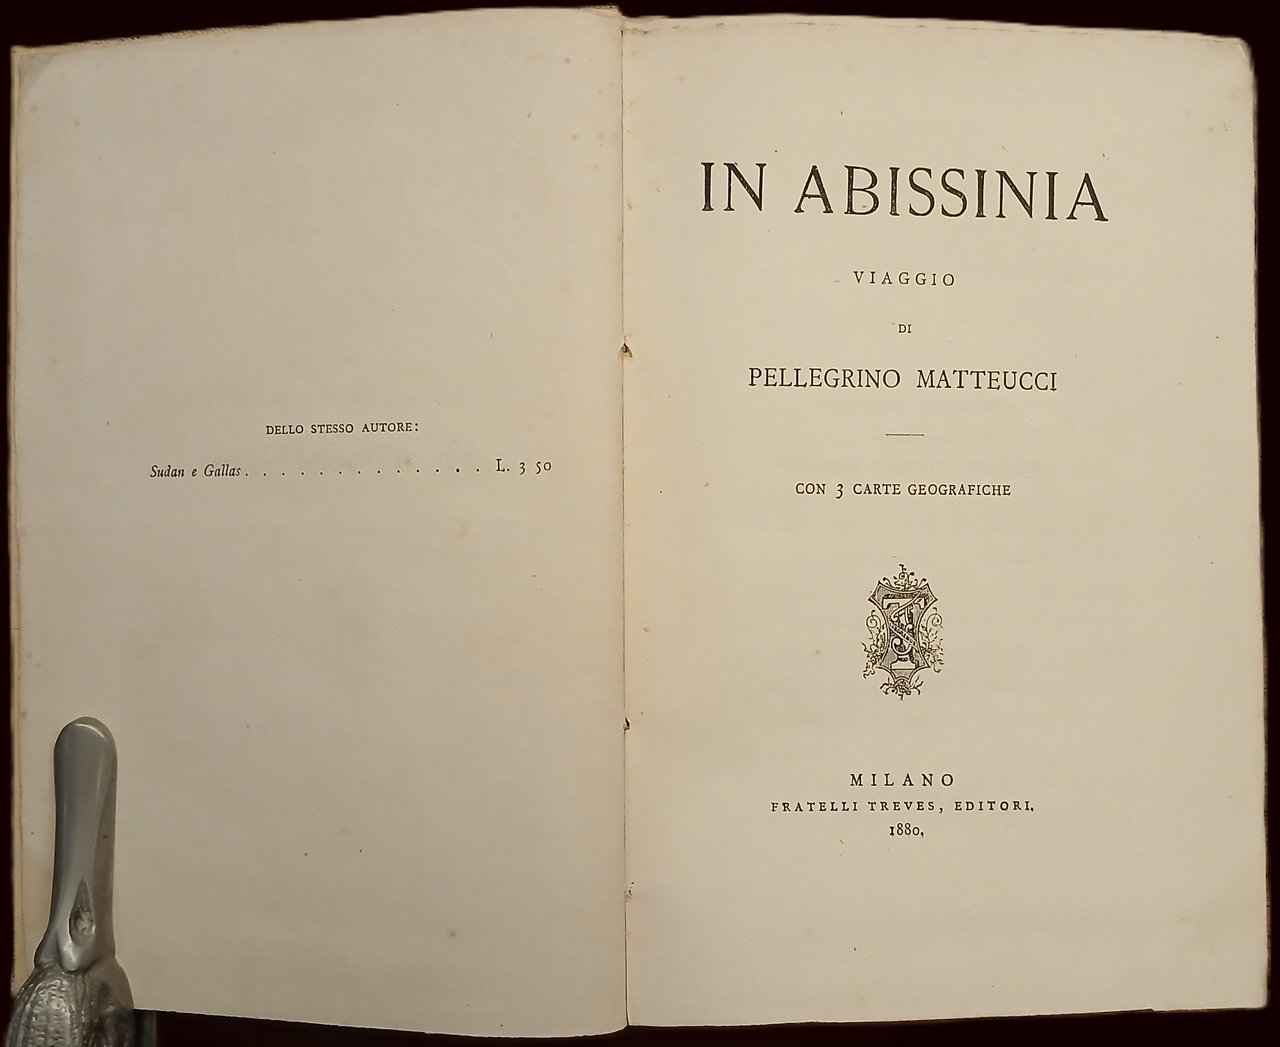 DELLO STESSO AUTORE:
Sudan e Gallas . . . . . . . . . . . . . L. 3 50
IN ABISSINIA
VIAGGIO
DI
PELLEGRINO MATTEUCCI
CON 3 CARTE GEOGRAFICHE
MILANO
FRATELLI TREVES, EDITORI.
1880.